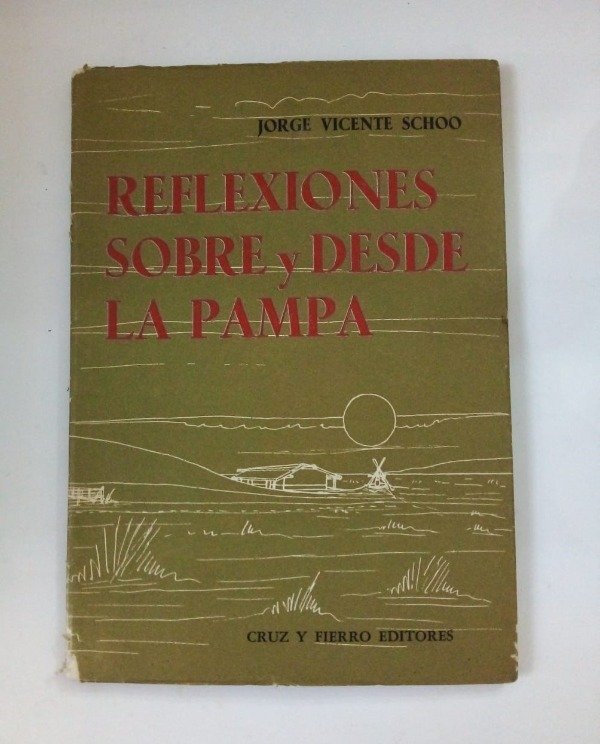 JORGE VICENTE SCHOO
REFLEXIONES
SOBRE y DESDE
LA PAMPA
CRUZ Y FIERRO EDITORES